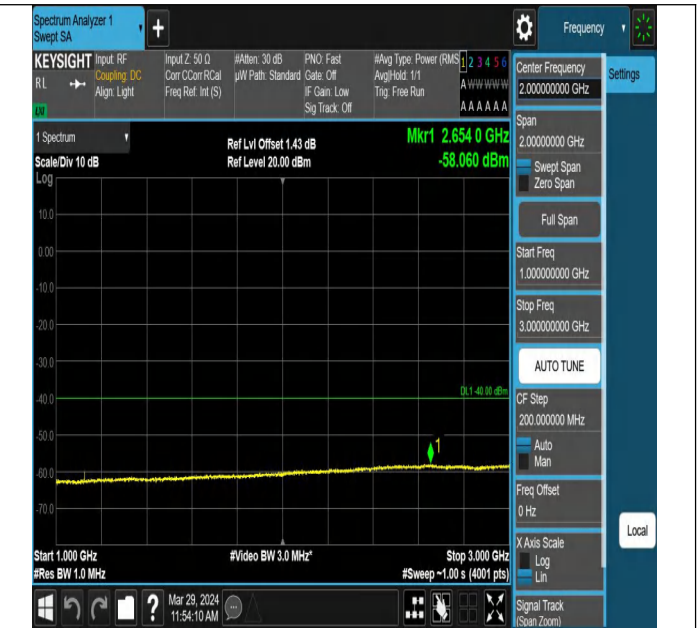 Spectrum Analyzer 1
Swept SA
+
Frequency
KEYSIGHT
RL
LXI
Input: RF
Coupling: DC
Align: Light
Input Z: 50 Ω
Corr CCorr RCal
Freq Ref: Int (S)
#Atten: 30 dB
µW Path: Standard
PNO: Fast
Gate: Off
IF Gain: Low
Sig Track: Off
#Avg Type: Power (RMS
Avg|Hold: 1/1
Trig: Free Run
1 2 3 4 5 6
A W W W W W
A A A A A A
1 Spectrum
Scale/Div 10 dB
Log
Ref Lvl Offset 1.43 dB
Ref Level 20.00 dBm
Mkr1 2.654 0 GHz
-58.060 dBm
10.0
0.00
-10.0
-20.0
-30.0
-40.0
-50.0
-60.0
-70.0
DL1 -40.00 dBm
1
Start 1.000 GHz
#Res BW 1.0 MHz
#Video BW 3.0 MHz*
Stop 3.000 GHz
#Sweep ~1.00 s (4001 pts)
?
Mar 29, 2024
11:54:10 AM
Center Frequency
2.000000000 GHz
Settings
Span
2.00000000 GHz
Swept Span
Zero Span
Full Span
Start Freq
1.000000000 GHz
Stop Freq
3.000000000 GHz
AUTO TUNE
CF Step
200.000000 MHz
Auto
Man
Freq Offset
0 Hz
X Axis Scale
Log
Lin
Local
Signal Track
(Span Zoom)